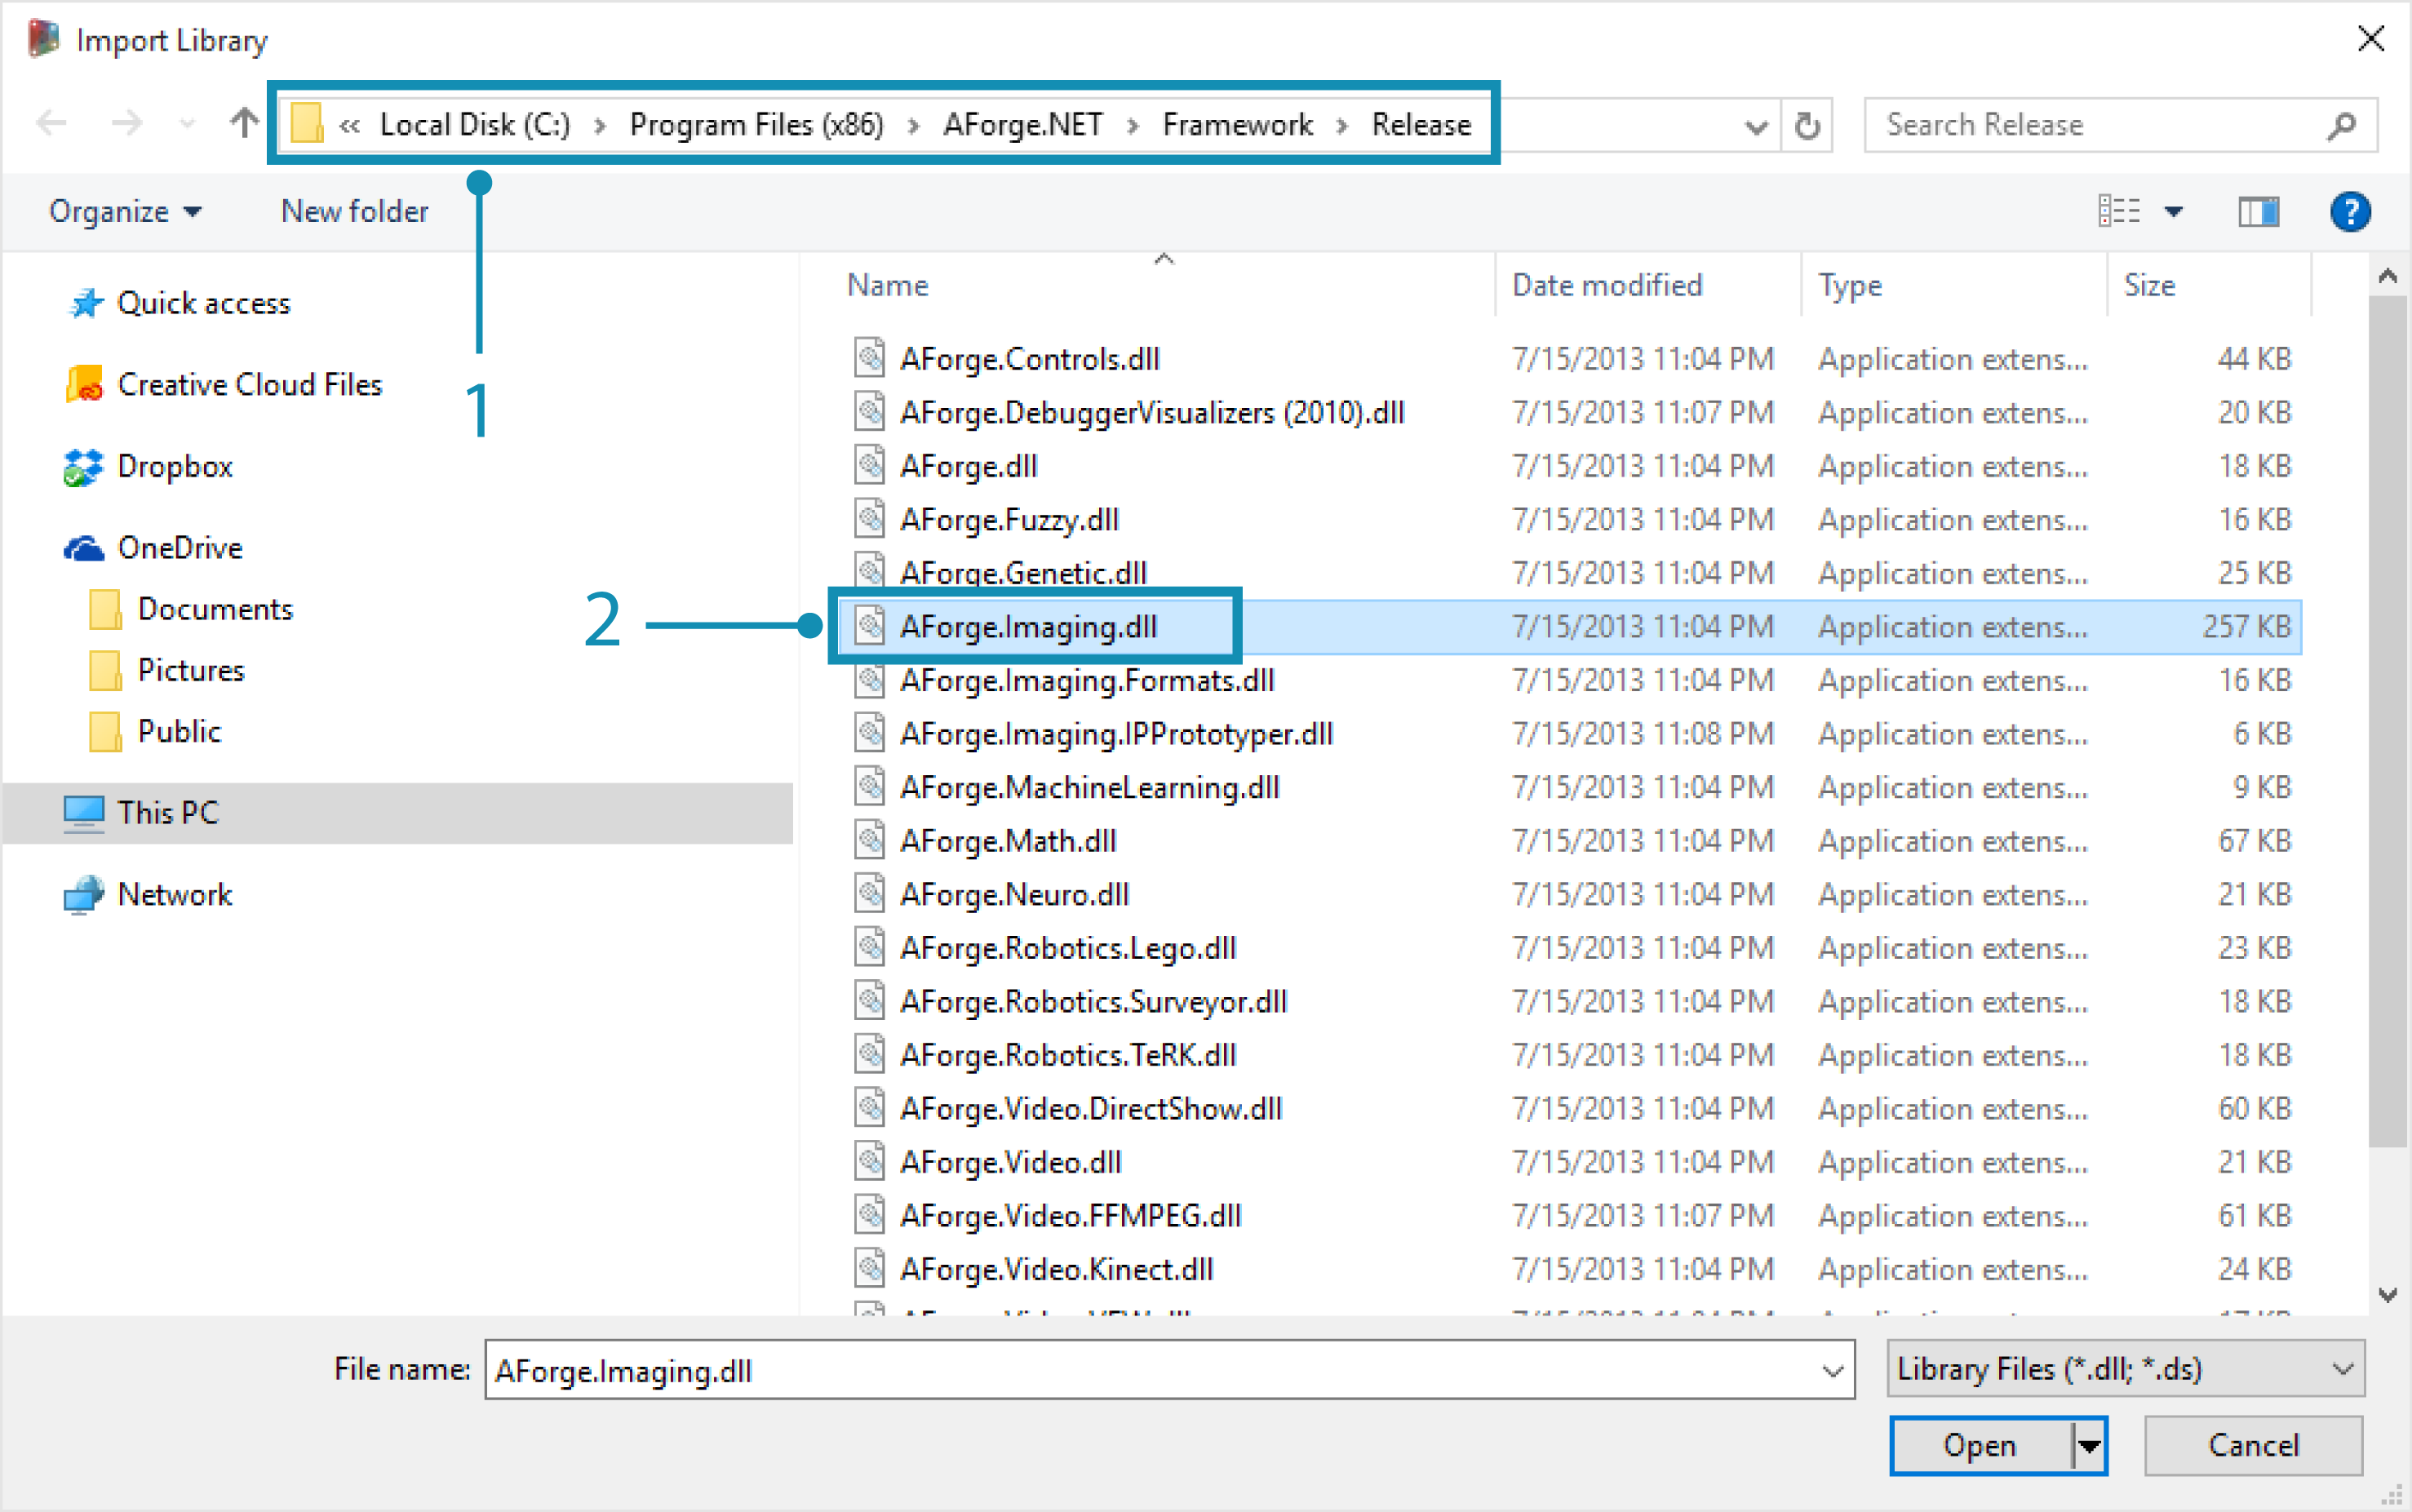 Import Library
« Local Disk (C:) › Program Files (x86) › AForge.NET › Framework › Release
Search Release
Organize
New folder
?
1
Quick access
Creative Cloud Files
Dropbox
OneDrive
Documents
Pictures
Public
This PC
Network
2
Name Date modified Type Size
AForge.Controls.dll 7/15/2013 11:04 PM Application extens... 44 KB
AForge.DebuggerVisualizers (2010).dll 7/15/2013 11:07 PM Application extens... 20 KB
AForge.dll 7/15/2013 11:04 PM Application extens... 18 KB
AForge.Fuzzy.dll 7/15/2013 11:04 PM Application extens... 16 KB
AForge.Genetic.dll 7/15/2013 11:04 PM Application extens... 25 KB
AForge.Imaging.dll 7/15/2013 11:04 PM Application extens... 257 KB
AForge.Imaging.Formats.dll 7/15/2013 11:04 PM Application extens... 16 KB
AForge.Imaging.IPPrototyper.dll 7/15/2013 11:08 PM Application extens... 6 KB
AForge.MachineLearning.dll 7/15/2013 11:04 PM Application extens... 9 KB
AForge.Math.dll 7/15/2013 11:04 PM Application extens... 67 KB
AForge.Neuro.dll 7/15/2013 11:04 PM Application extens... 21 KB
AForge.Robotics.Lego.dll 7/15/2013 11:04 PM Application extens... 23 KB
AForge.Robotics.Surveyor.dll 7/15/2013 11:04 PM Application extens... 18 KB
AForge.Robotics.TeRK.dll 7/15/2013 11:04 PM Application extens... 18 KB
AForge.Video.DirectShow.dll 7/15/2013 11:04 PM Application extens... 60 KB
AForge.Video.dll 7/15/2013 11:04 PM Application extens... 21 KB
AForge.Video.FFMPEG.dll 7/15/2013 11:07 PM Application extens... 61 KB
AForge.Video.Kinect.dll 7/15/2013 11:04 PM Application extens... 24 KB
File name: AForge.Imaging.dll
Library Files (*.dll; *.ds)
Open
Cancel